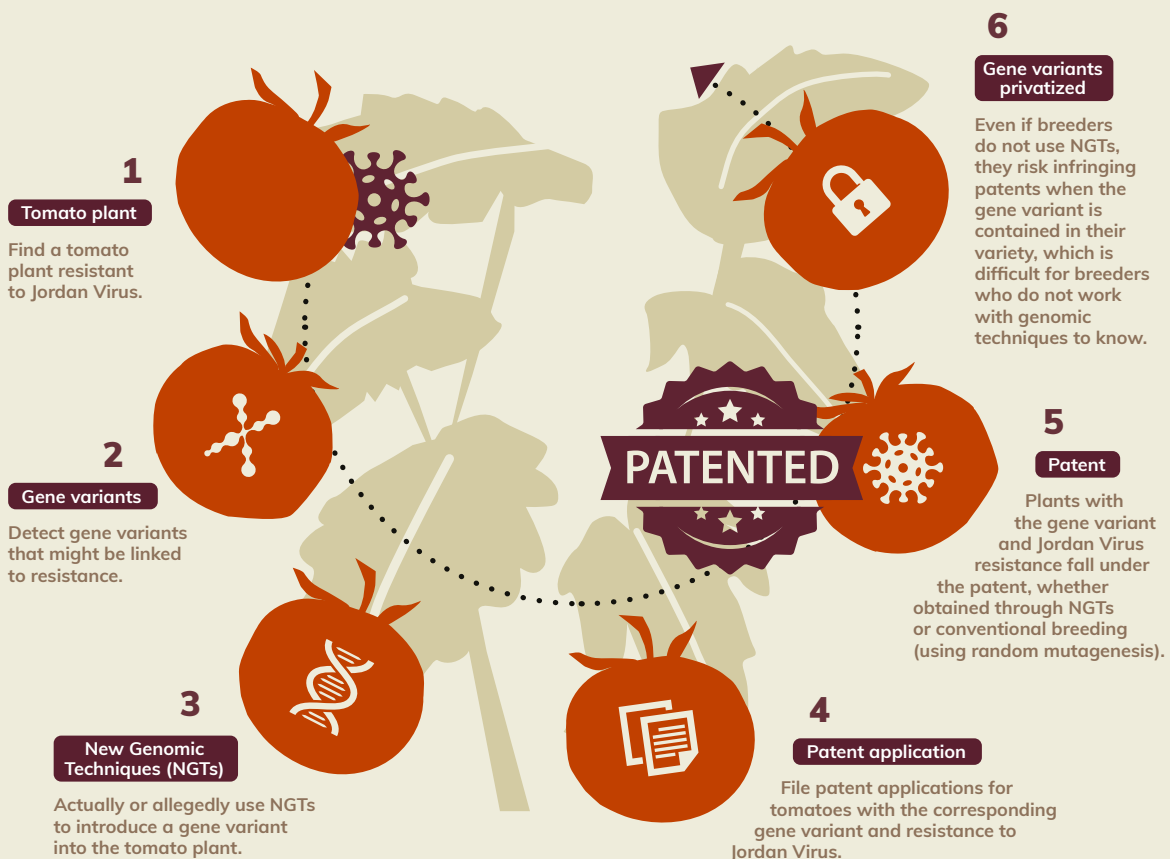 1
Tomato plant
Find a tomato
plant resistant
to Jordan Virus.
2
Gene variants
Detect gene variants
that might be linked
to resistance.
3
New Genomic
Techniques (NGTs)
Actually or allegedly use NGTs
to introduce a gene variant
into the tomato plant.
4
Patent application
File patent applications for
tomatoes with the corresponding
gene variant and resistance to
Jordan Virus.
PATENTED
5
Patent
Plants with
the gene variant
and Jordan Virus
resistance fall under
the patent, whether
obtained through NGTs
or conventional breeding
(using random mutagenesis).
6
Gene variants
privatized
Even if breeders
do not use NGTs,
they risk infringing
patents when the
gene variant is
contained in their
variety, which is
difficult for breeders
who do not work
with genomic
techniques to know.